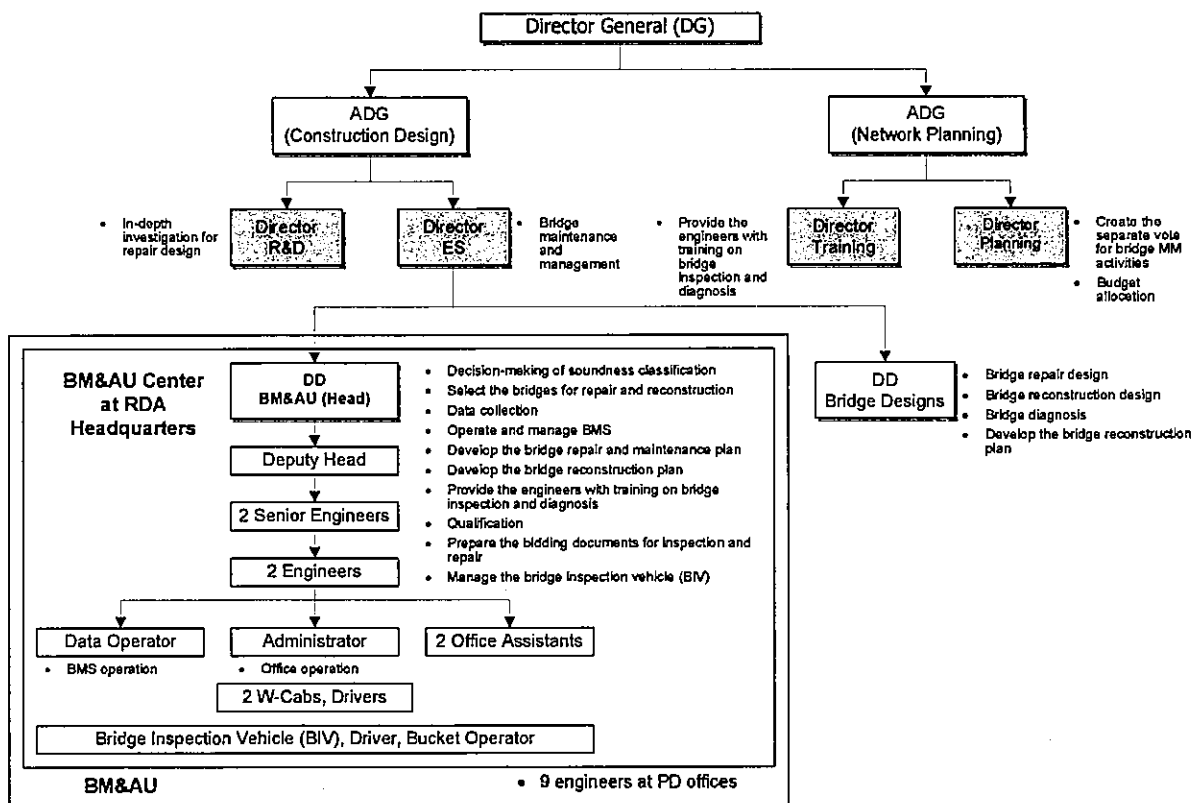 Director General (DG)
ADG
(Construction Design)
ADG
(Network Planning)
• In-depth
investigation for
repair design
Director
R&D
Director
ES
• Bridge
maintenance
and
management
• Provide the
engineers with
training on
bridge
inspection and
diagnosis
Director
Training
Director
Planning
• Create the
separate vote
for bridge MM
activities
• Budget
allocation
BM&AU Center
at RDA
Headquarters
DD
BM&AU (Head)
Deputy Head
2 Senior Engineers
2 Engineers
• Decision-making of soundness classification
• Select the bridges for repair and reconstruction
• Data collection
• Operate and manage BMS
• Develop the bridge repair and maintenance plan
• Develop the bridge reconstruction plan
• Provide the engineers with training on bridge
inspection and diagnosis
• Qualification
• Prepare the bidding documents for inspection and
repair
• Manage the bridge inspection vehicle (BIV)
DD
Bridge Designs
• Bridge repair design
• Bridge reconstruction design
• Bridge diagnosis
• Develop the bridge reconstruction
plan
Data Operator
• BMS operation
Administrator
• Office operation
2 Office Assistants
2 W-Cabs, Drivers
Bridge Inspection Vehicle (BIV), Driver, Bucket Operator
BM&AU
• 9 engineers at PD offices